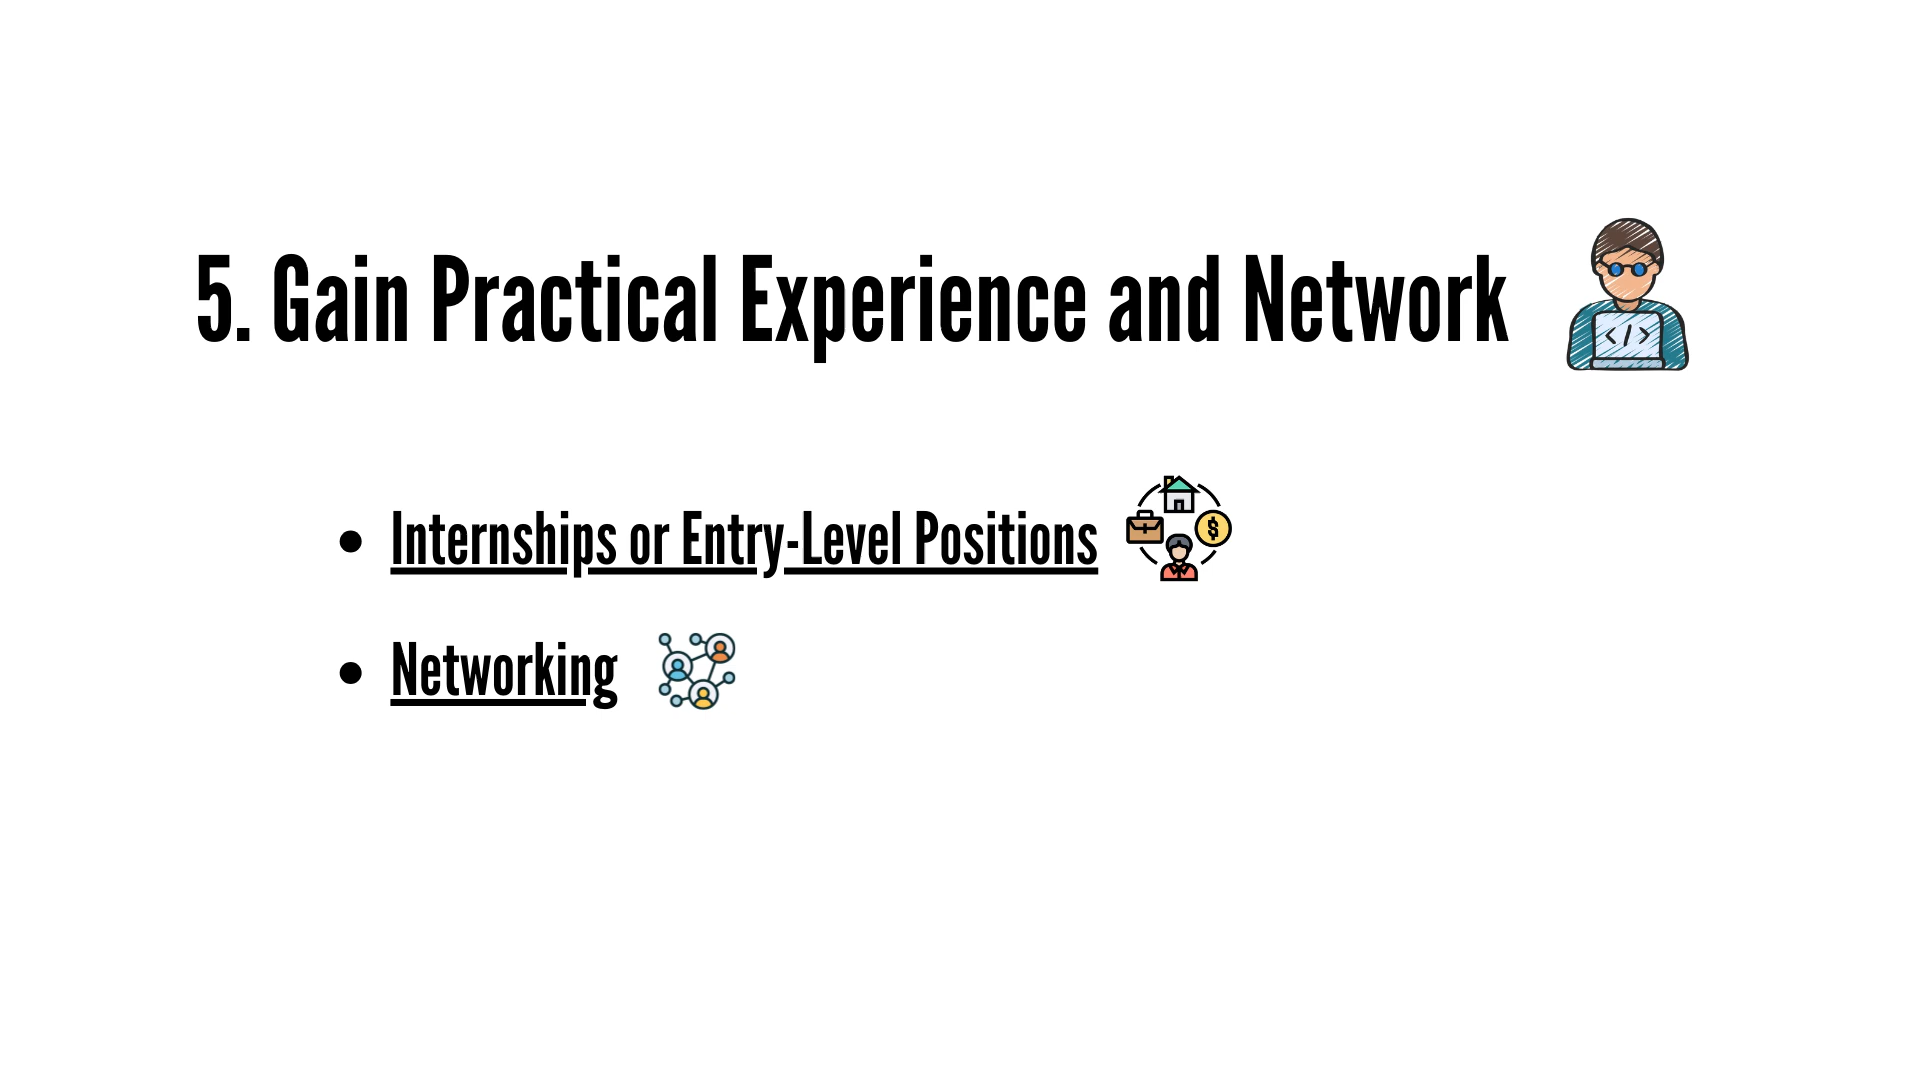 5. Gain Practical Experience and Network
</>
• Internships or Entry-Level Positions
• Networking